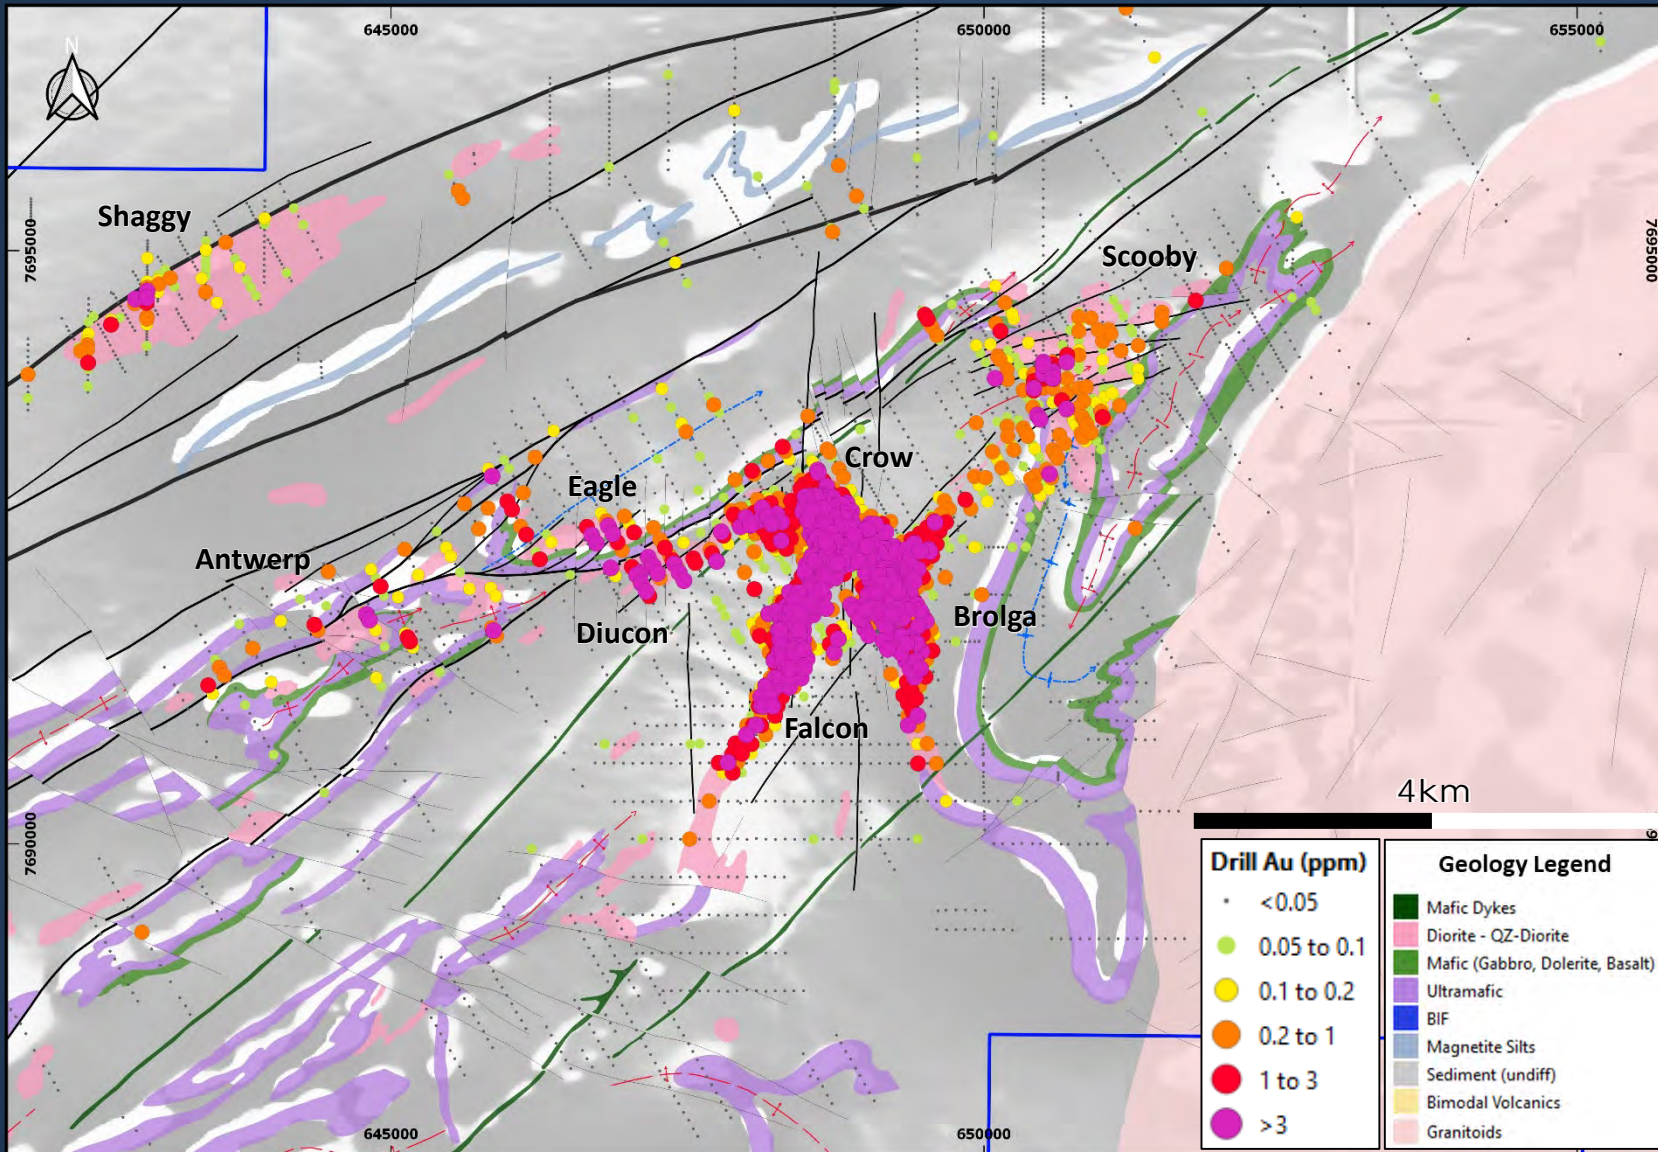 645000
650000
655000
N
Shaggy
7695000
7695000
Scooby
Crow
Eagle
Antwerp
Brolga
Diucon
Falcon
4km
7690000
Drill Au (ppm)
<0.05
0.05 to 0.1
0.1 to 0.2
0.2 to 1
1 to 3
>3
Geology Legend
Mafic Dykes
Diorite - QZ-Diorite
Mafic (Gabbro, Dolerite, Basalt)
Ultramafic
BIF
Magnetite Silts
Sediment (undiff)
Bimodal Volcanics
Granitoids
645000
650000